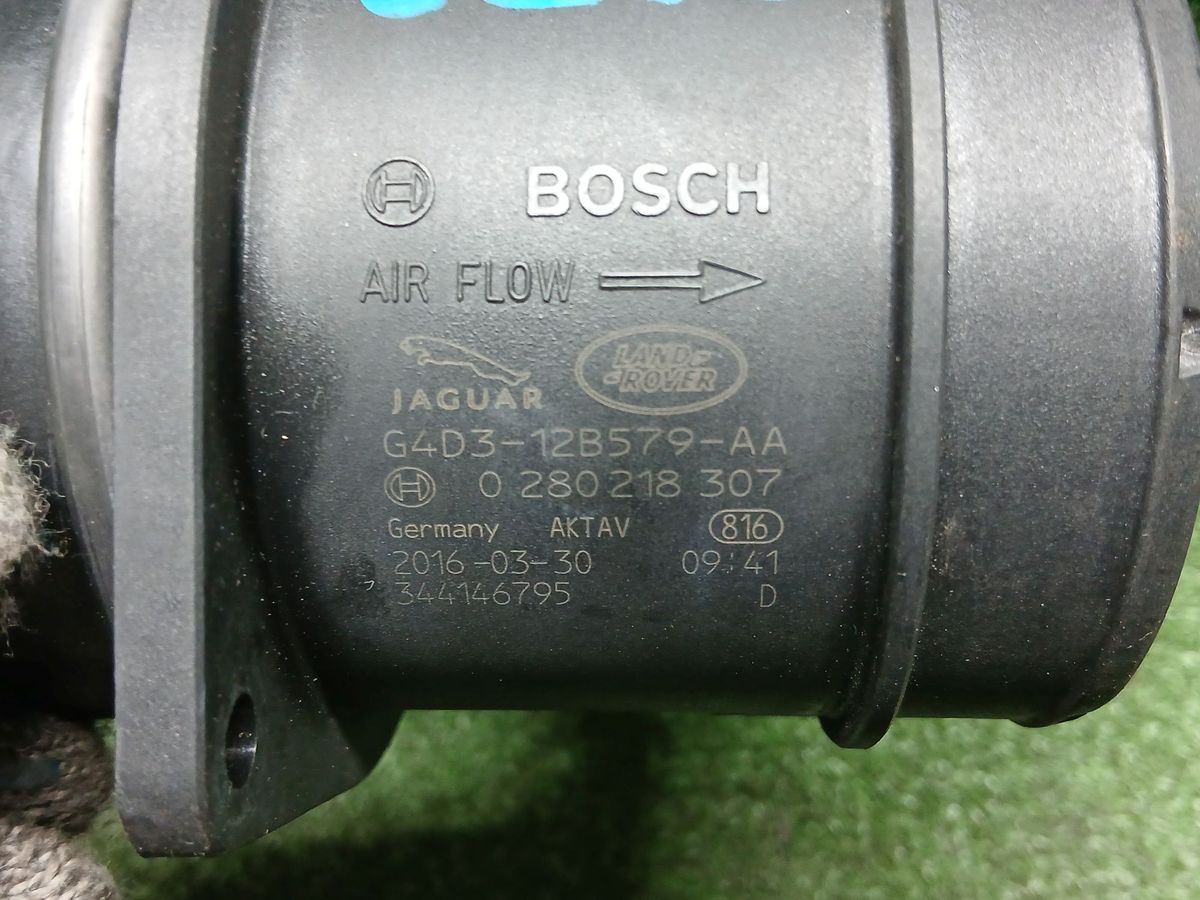 BOSCH
AIR FLOW
JAGUAR
LAND-
-ROVER
G4D3-12B579-AA
0 280 218 307
Germany AKTAV 816
2016-03-30 09:41
344146795 D